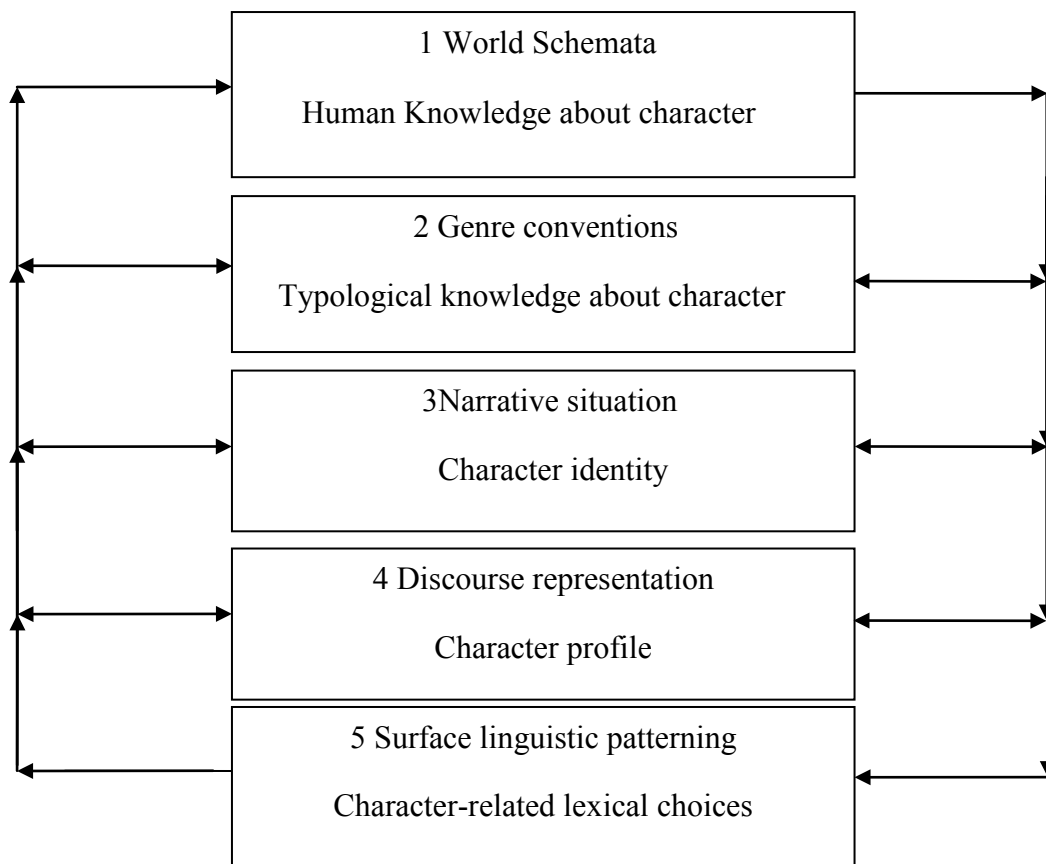 1 World Schemata
Human Knowledge about character
2 Genre conventions
Typological knowledge about character
3Narrative situation
Character identity
4 Discourse representation
Character profile
5 Surface linguistic patterning
Character-related lexical choices